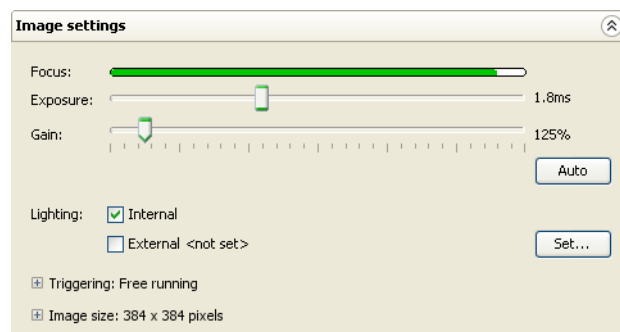 Image settings
Focus:
Exposure: 1.8ms
Gain: 125%
Auto
Lighting: Internal
External <not set> Set...
Triggering: Free running
Image size: 384 x 384 pixels